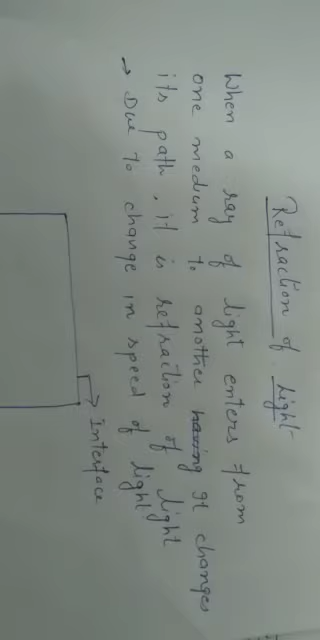 Refraction of Light
When a ray of light enters from
one medium to another it changes
its path, it is refraction of light
→ Due to change in speed of light
Interface